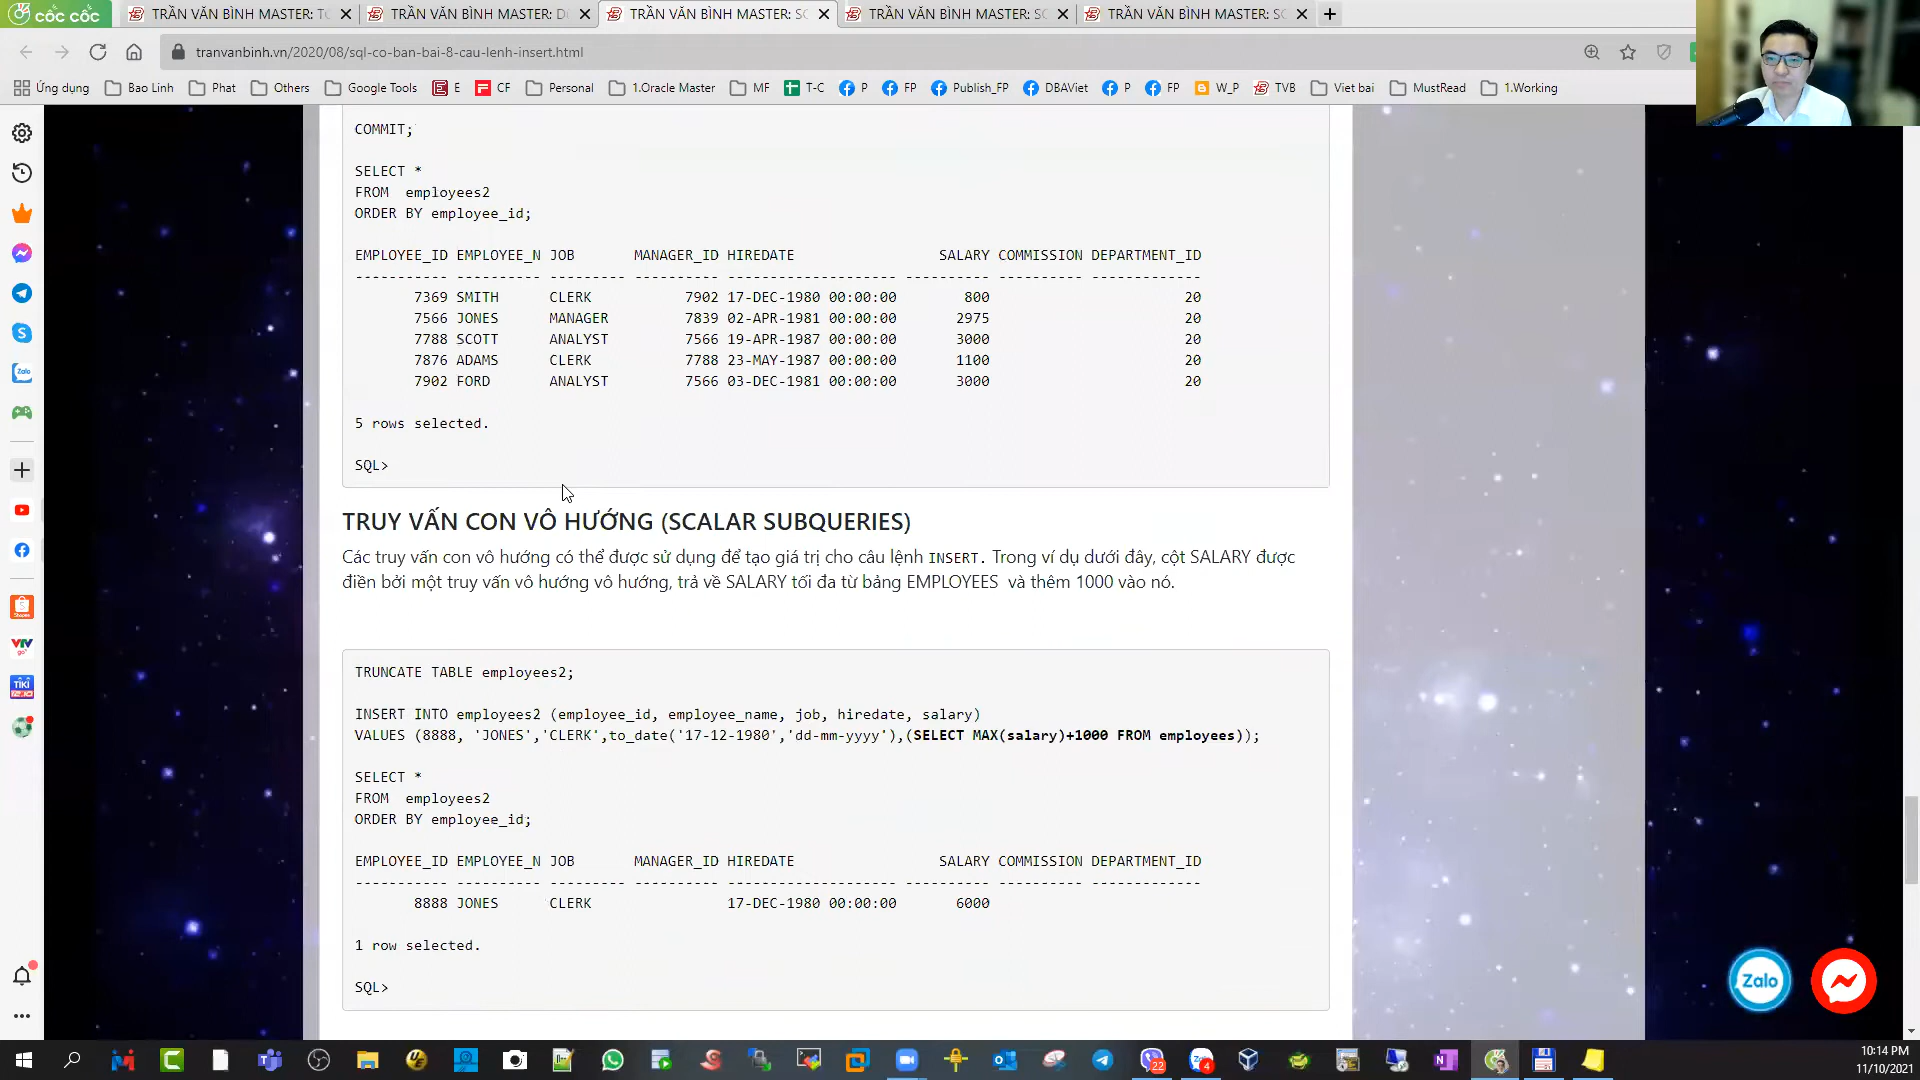 cốc cốc
TRẦN VĂN BÌNH MASTER: TC
TRẦN VĂN BÌNH MASTER: D
TRẦN VĂN BÌNH MASTER: SC
TRẦN VĂN BÌNH MASTER: SC
TRẦN VĂN BÌNH MASTER: SC
tranvanbinh.vn/2020/08/sql-co-ban-bai-8-cau-lenh-insert.html
Ứng dụng Bao Linh Phat Others Google Tools E CF Personal 1.Oracle Master MF T-C P FP Publish_FP DBAViet P FP W_P TVB Viet bai MustRead 1.Working
COMMIT;
SELECT *
FROM  employees2
ORDER BY employee_id;
EMPLOYEE_ID EMPLOYEE_N JOB       MANAGER_ID HIREDATE                 SALARY COMMISSION DEPARTMENT_ID
----------- ---------- --------- ---------- -------------------- ---------- ---------- -------------
       7369 SMITH      CLERK           7902 17-DEC-1980 00:00:00        800                       20
       7566 JONES      MANAGER         7839 02-APR-1981 00:00:00       2975                       20
       7788 SCOTT      ANALYST         7566 19-APR-1987 00:00:00       3000                       20
       7876 ADAMS      CLERK           7788 23-MAY-1987 00:00:00       1100                       20
       7902 FORD       ANALYST         7566 03-DEC-1981 00:00:00       3000                       20
5 rows selected.
SQL>
TRUY VẤN CON VÔ HƯỚNG (SCALAR SUBQUERIES)
Các truy vấn con vô hướng có thể được sử dụng để tạo giá trị cho câu lệnh INSERT. Trong ví dụ dưới đây, cột SALARY được
điền bởi một truy vấn vô hướng vô hướng, trả về SALARY tối đa từ bảng EMPLOYEES  và thêm 1000 vào nó.
TRUNCATE TABLE employees2;
INSERT INTO employees2 (employee_id, employee_name, job, hiredate, salary)
VALUES (8888, 'JONES','CLERK',to_date('17-12-1980','dd-mm-yyyy'),(SELECT MAX(salary)+1000 FROM employees));
SELECT *
FROM  employees2
ORDER BY employee_id;
EMPLOYEE_ID EMPLOYEE_N JOB       MANAGER_ID HIREDATE                 SALARY COMMISSION DEPARTMENT_ID
----------- ---------- --------- ---------- -------------------- ---------- ---------- -------------
       8888 JONES      CLERK                17-DEC-1980 00:00:00       6000
1 row selected.
SQL>
Zalo
10:14 PM
11/10/2021